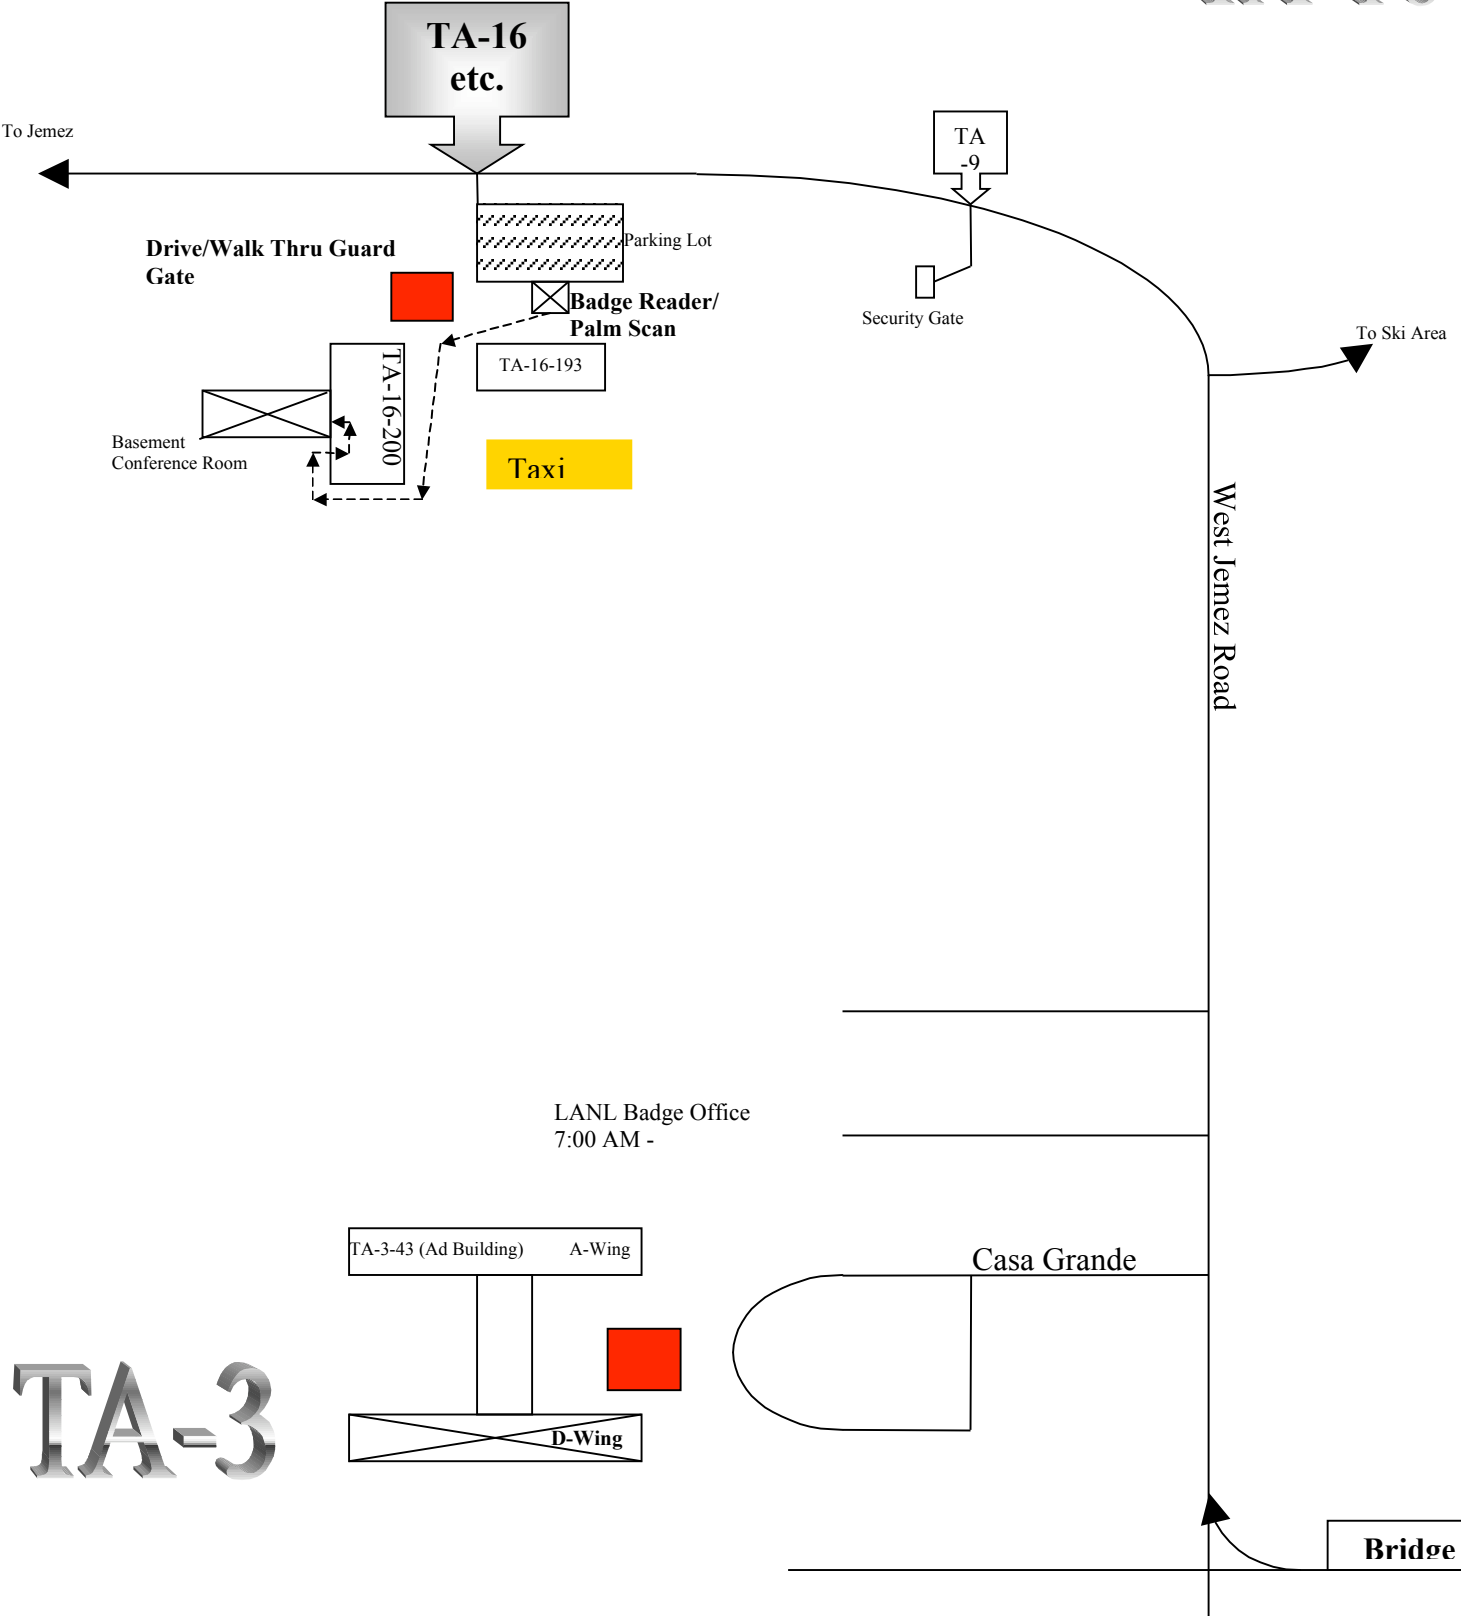 TA-16
etc.
To Jemez
TA
-9
Drive/Walk Thru Guard
Gate
Parking Lot
Badge Reader/
Palm Scan
Security Gate
To Ski Area
TA-16-193
TA-16-200
Basement
Conference Room
Taxi
West Jemez Road
LANL Badge Office
7:00 AM -
TA-3-43 (Ad Building) A-Wing
Casa Grande
TA-3
D-Wing
Bridge